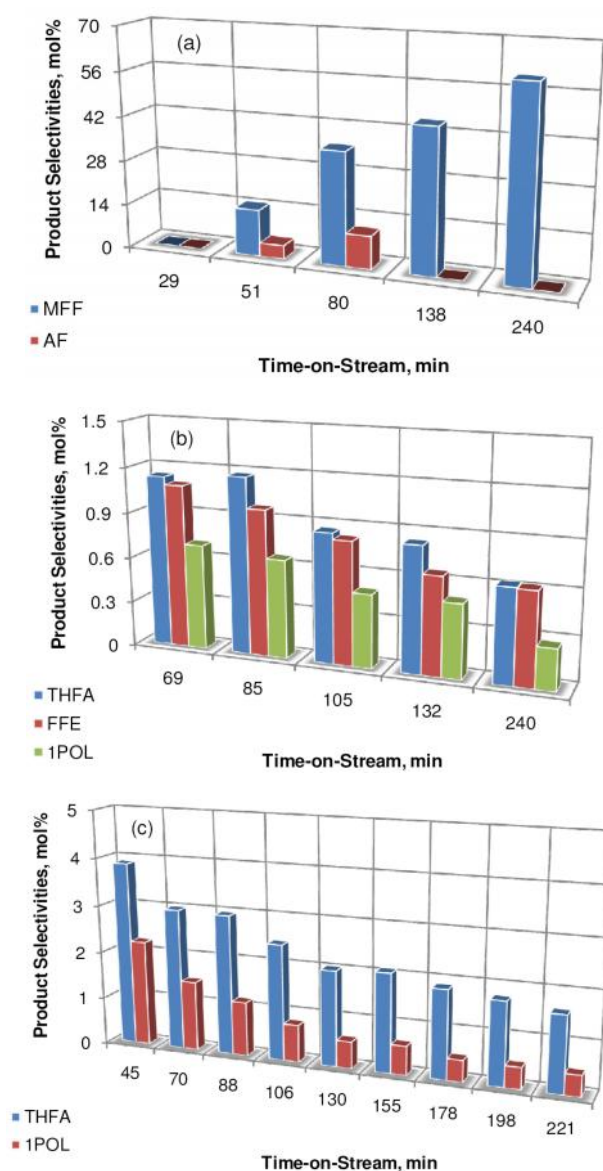 (a)
Product Selectivities, mol%
70
56
42
28
14
0
29 51 80 138 240
MFF
AF
Time-on-Stream, min
(b)
Product Selectivities, mol%
1.5
1.2
0.9
0.6
0.3
0
69 85 105 132 240
THFA
FFE
1POL
Time-on-Stream, min
(c)
Product Selectivities, mol%
5
4
3
2
1
0
45 70 88 106 130 155 178 198 221
THFA
1POL
Time-on-Stream, min